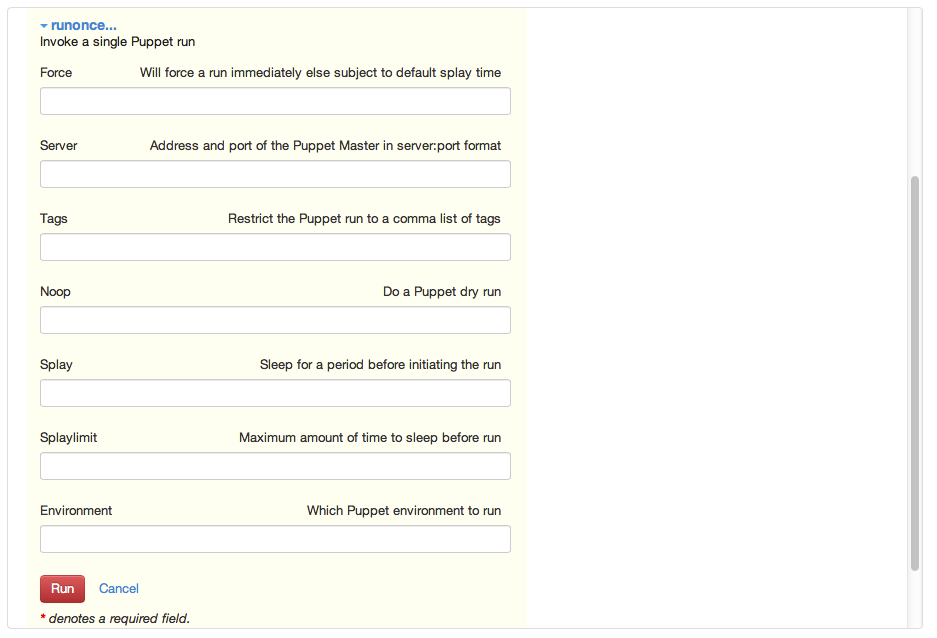 runonce...
Invoke a single Puppet run
Force Will force a run immediately else subject to default splay time
Server Address and port of the Puppet Master in server:port format
Tags Restrict the Puppet run to a comma list of tags
Noop Do a Puppet dry run
Splay Sleep for a period before initiating the run
Splaylimit Maximum amount of time to sleep before run
Environment Which Puppet environment to run
Run Cancel
* denotes a required field.